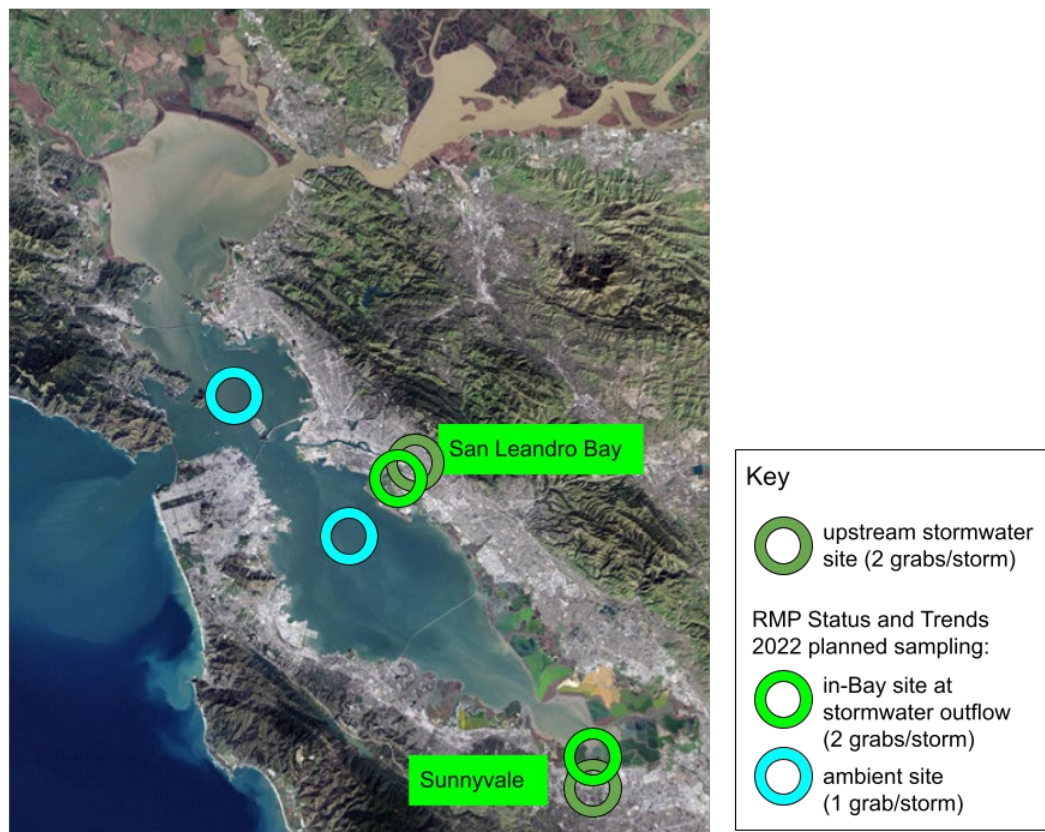 San Leandro Bay
Sunnyvale
Key
upstream stormwater
site (2 grabs/storm)
RMP Status and Trends
2022 planned sampling:
in-Bay site at
stormwater outflow
(2 grabs/storm)
ambient site
(1 grab/storm)